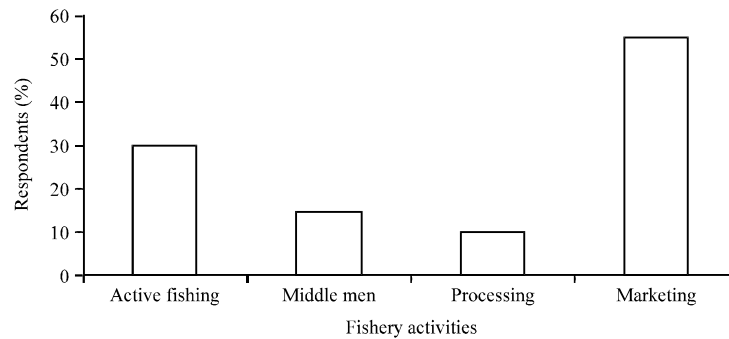 60
50
40
30
20
10
0
Respondents (%)
Active fishing Middle men Processing Marketing
Fishery activities